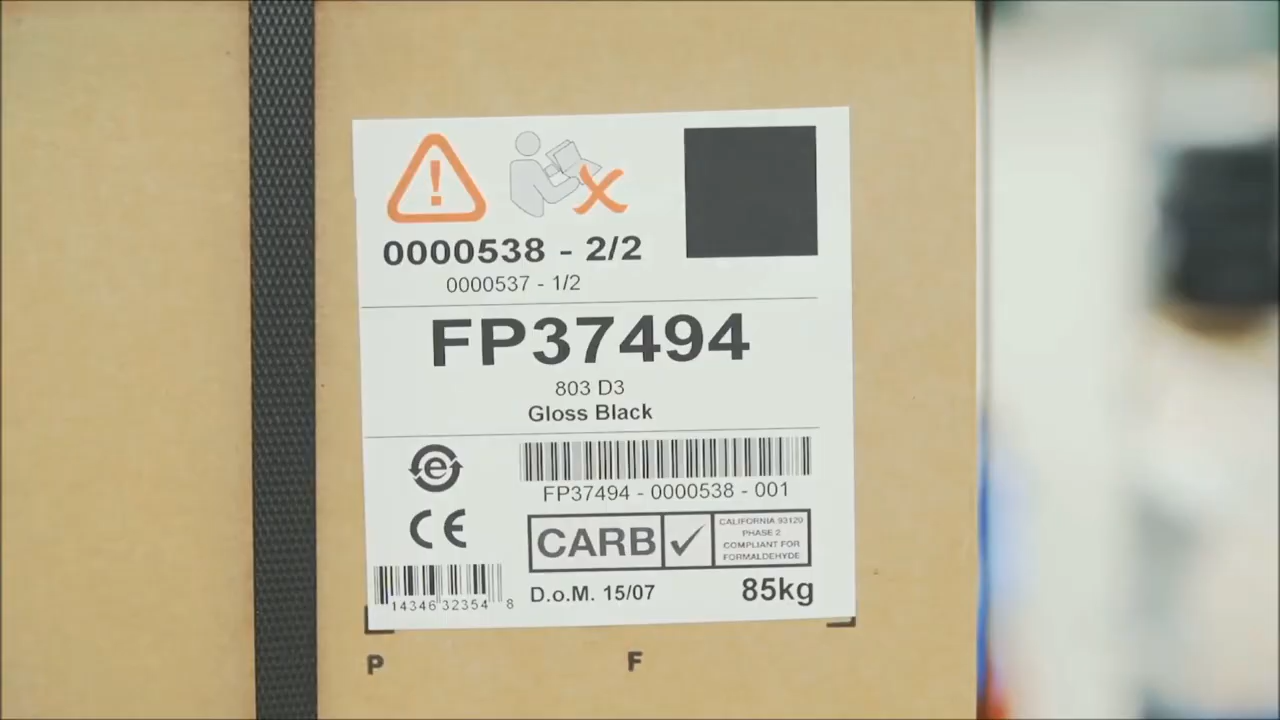 0000538 - 2/2
0000537 - 1/2
FP37494
803 D3
Gloss Black
FP37494 - 0000538 - 001
CE
CARB
CALIFORNIA 93120
PHASE 2
COMPLIANT FOR
FORMALDEHYDE
14346 32354 8
D.o.M. 15/07
85kg
P
F